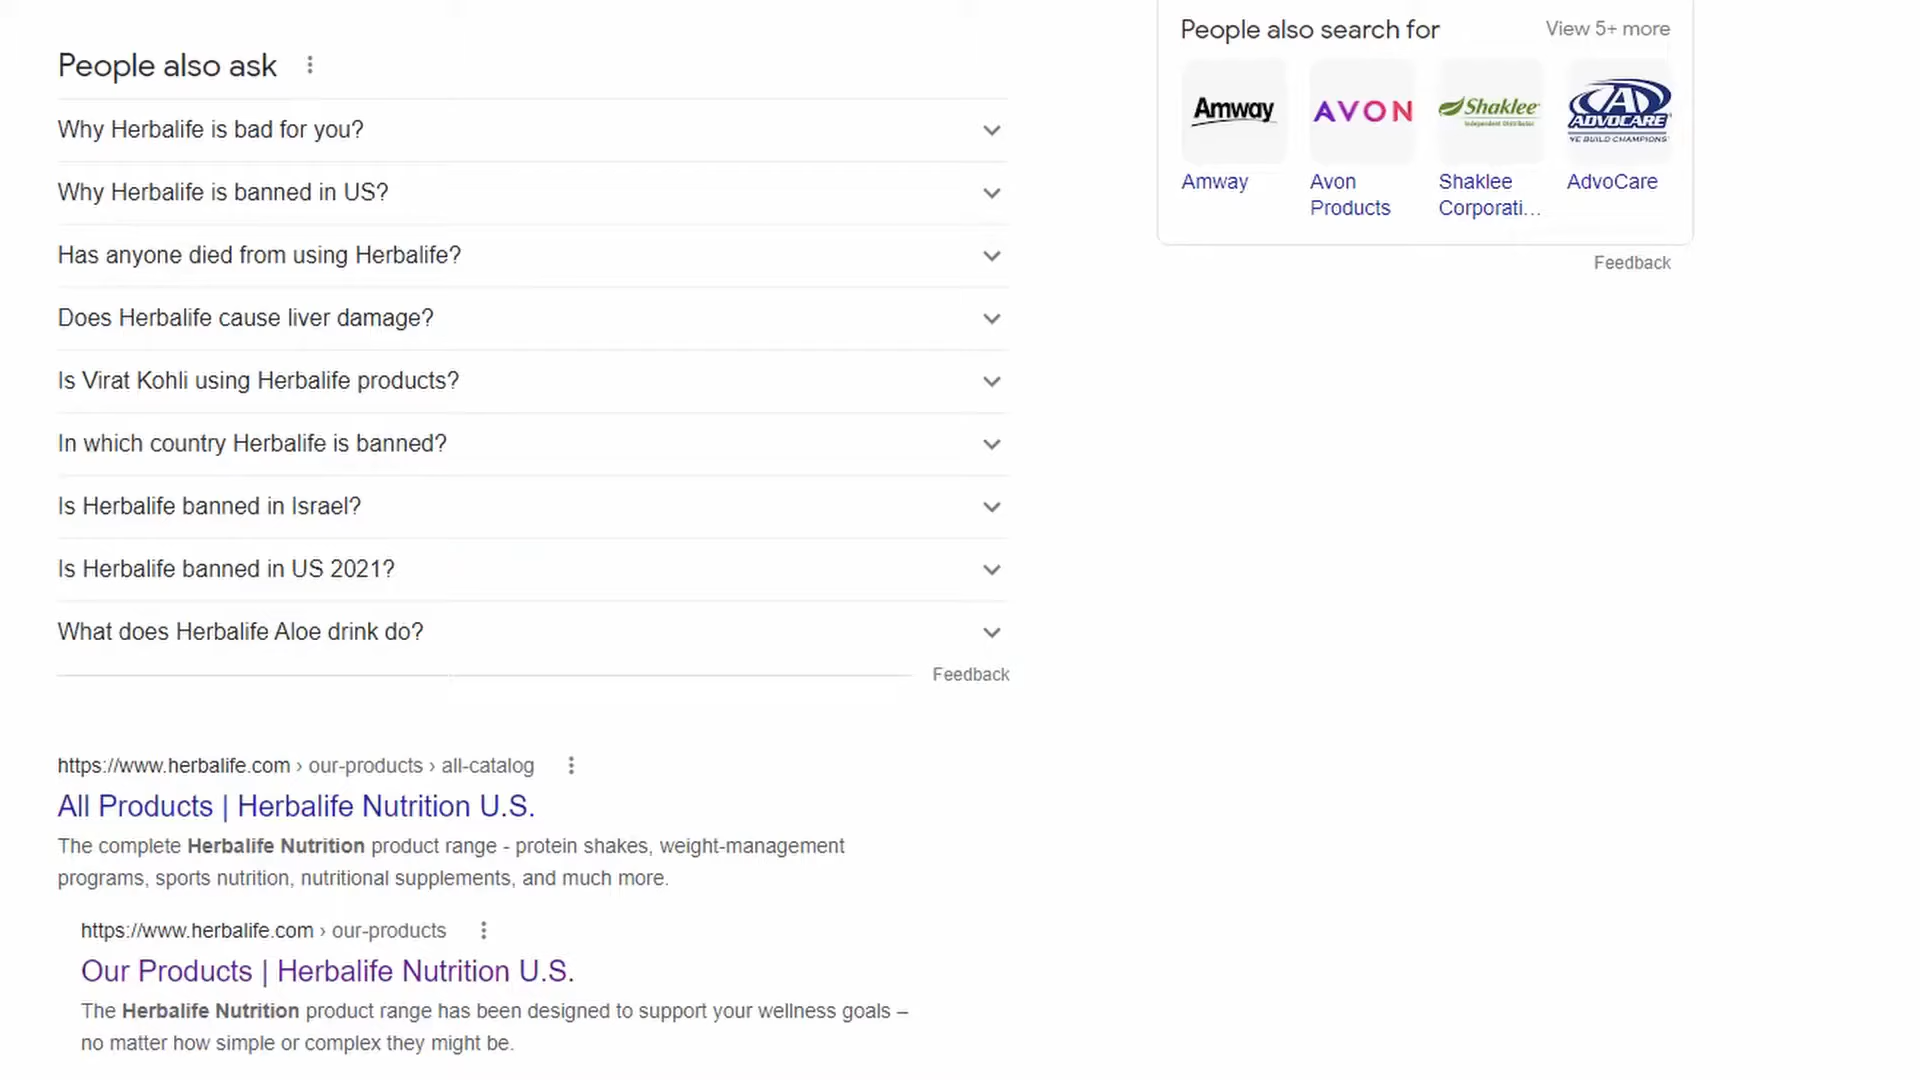 People also ask
Why Herbalife is bad for you?
Why Herbalife is banned in US?
Has anyone died from using Herbalife?
Does Herbalife cause liver damage?
Is Virat Kohli using Herbalife products?
In which country Herbalife is banned?
Is Herbalife banned in Israel?
Is Herbalife banned in US 2021?
What does Herbalife Aloe drink do?
Feedback
https://www.herbalife.com › our-products › all-catalog
All Products | Herbalife Nutrition U.S.
The complete Herbalife Nutrition product range - protein shakes, weight-management
programs, sports nutrition, nutritional supplements, and much more.
https://www.herbalife.com › our-products
Our Products | Herbalife Nutrition U.S.
The Herbalife Nutrition product range has been designed to support your wellness goals –
no matter how simple or complex they might be.
People also search for
View 5+ more
Amway
AVON
Shaklee
Independent Distributor
ADVOCARE
WE BUILD CHAMPIONS
Amway
Avon
Products
Shaklee
Corporati...
AdvoCare
Feedback